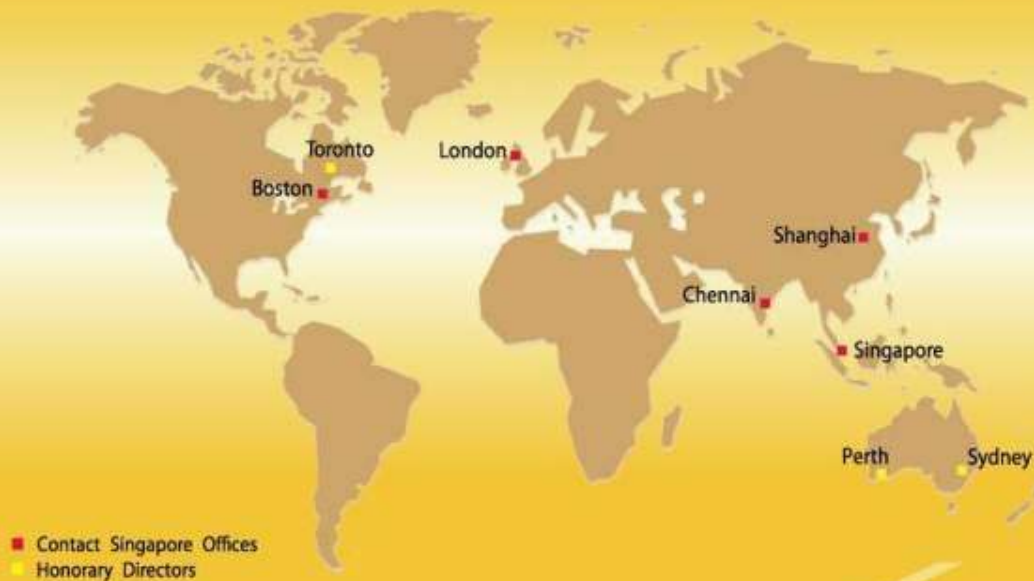 Toronto
London
Boston
Shanghai
Chennai
Singapore
Perth
Sydney
Contact Singapore Offices
Honorary Directors